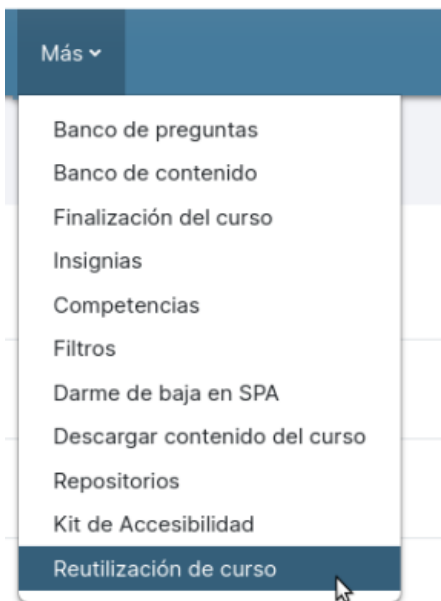 Más
Banco de preguntas
Banco de contenido
Finalización del curso
Insignias
Competencias
Filtros
Darme de baja en SPA
Descargar contenido del curso
Repositorios
Kit de Accesibilidad
Reutilización de curso